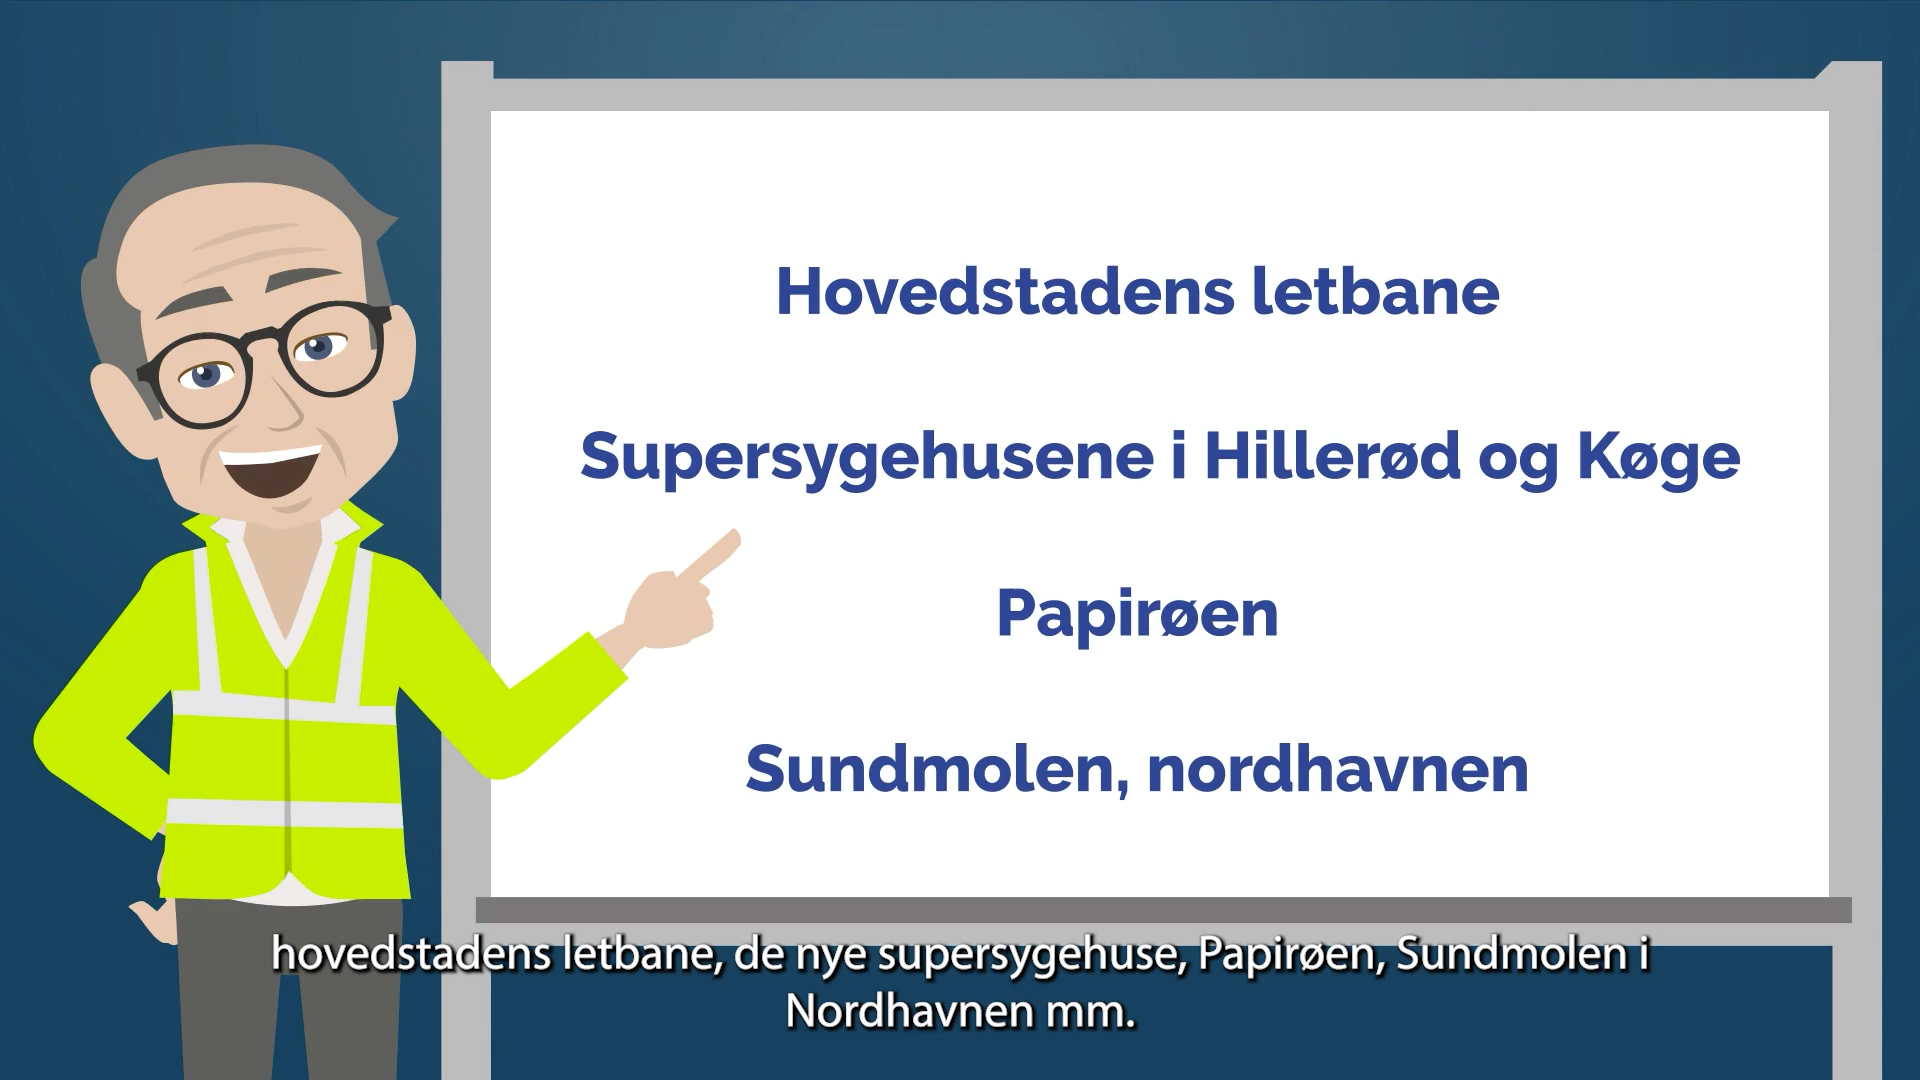 Hovedstadens letbane
Supersygehusene i Hillerød og Køge
Papirøen
Sundmolen, nordhavnen
hovedstadens letbane, de nye supersygehuse, Papirøen, Sundmolen i
Nordhavnen mm.